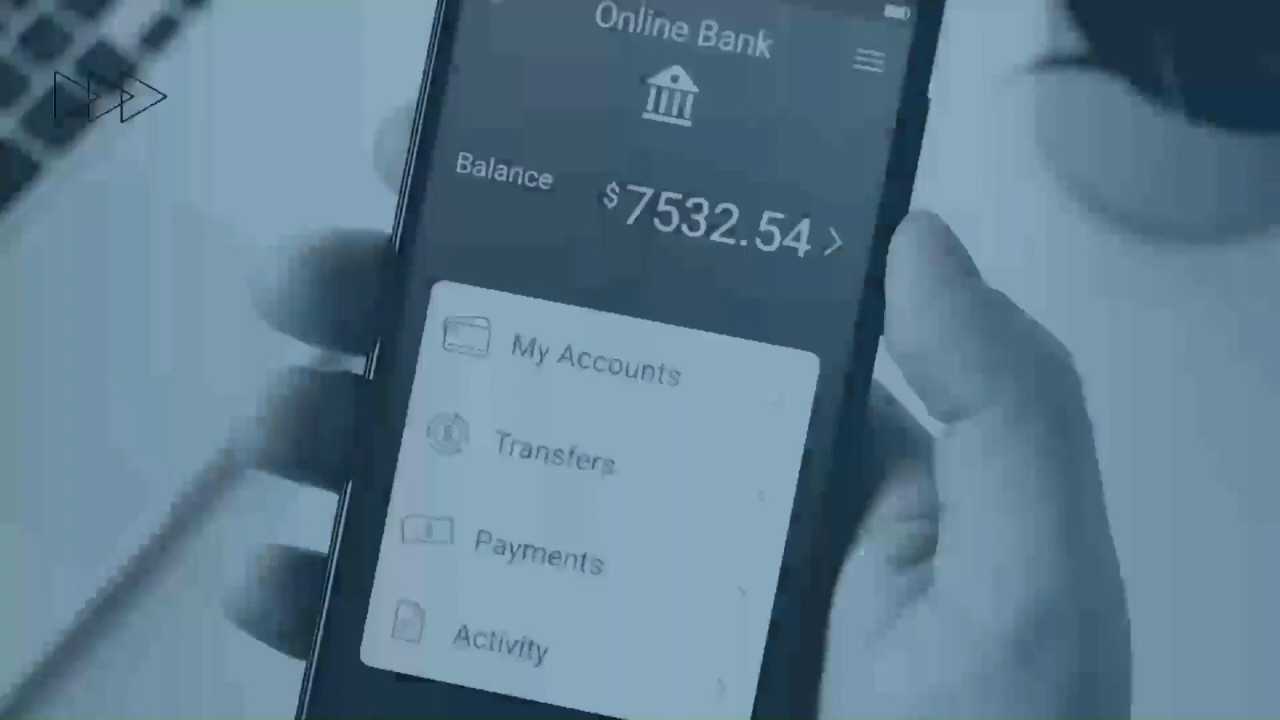 Online Bank
Balance $7532.54
My Accounts
Transfers
Payments
Activity